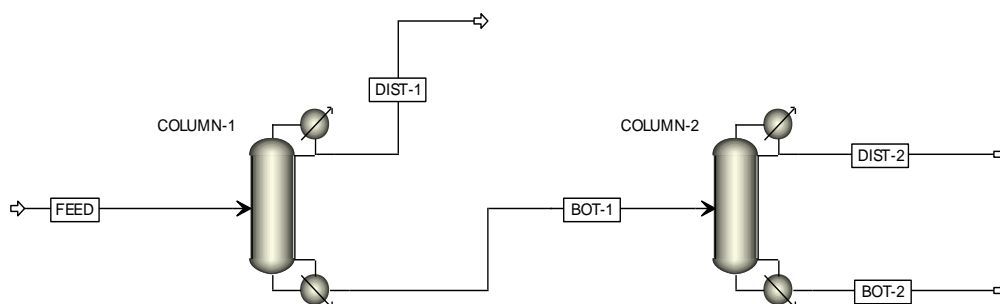 DIST-1
COLUMN-1
COLUMN-2
DIST-2
FEED
BOT-1
BOT-2